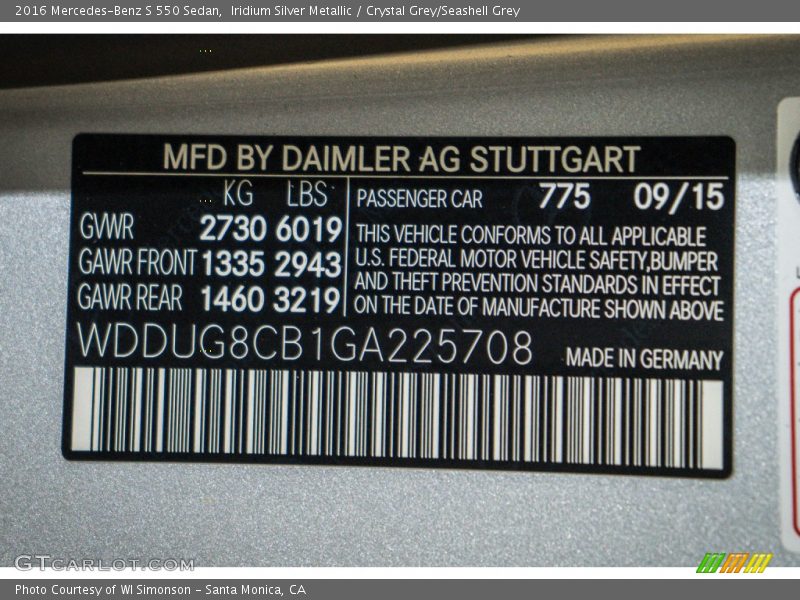 2016 Mercedes-Benz S 550 Sedan,  Iridium Silver Metallic / Crystal Grey/Seashell Grey
MFD BY DAIMLER AG STUTTGART
KG LBS
GVWR 2730 6019
GAWR FRONT 1335 2943
GAWR REAR 1460 3219
PASSENGER CAR 775 09/15
THIS VEHICLE CONFORMS TO ALL APPLICABLE
U.S. FEDERAL MOTOR VEHICLE SAFETY,BUMPER
AND THEFT PREVENTION STANDARDS IN EFFECT
ON THE DATE OF MANUFACTURE SHOWN ABOVE
WDDUG8CB1GA225708
MADE IN GERMANY
GTCARLOT.COM
Photo Courtesy of WI Simonson - Santa Monica, CA